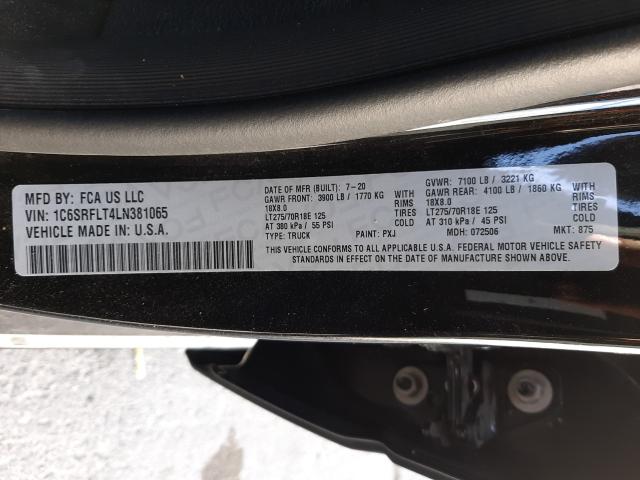 MFD BY: FCA US LLC
VIN: 1C6SRFLT4LN381065
VEHICLE MADE IN: U.S.A.
DATE OF MFR (BUILT): 7-20
GAWR FRONT: 3900 LB / 1770 KG WITH
18X8.0 RIMS
LT275/70R18E 125 TIRES
AT 380 kPa / 55 PSI COLD
TYPE: TRUCK PAINT: PXJ
GVWR: 7100 LB / 3221 KG
GAWR REAR: 4100 LB / 1860 KG WITH
18X8.0 RIMS
LT275/70R18E 125 TIRES
AT 310 kPa / 45 PSI COLD
MDH: 072506 MKT: 875
THIS VEHICLE CONFORMS TO ALL APPLICABLE U.S.A. FEDERAL MOTOR VEHICLE SAFETY
STANDARDS IN EFFECT ON THE DATE OF MANUFACTURE SHOWN ABOVE.